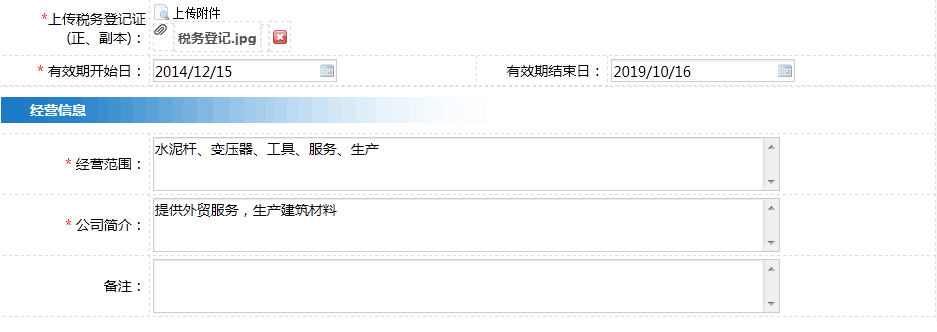 *上传税务登记证 上传附件
(正、副本)： 税务登记.jpg
* 有效期开始日： 2014/12/15 有效期结束日： 2019/10/16
经营信息
* 经营范围： 水泥杆、变压器、工具、服务、生产
* 公司简介： 提供外贸服务，生产建筑材料
备注：